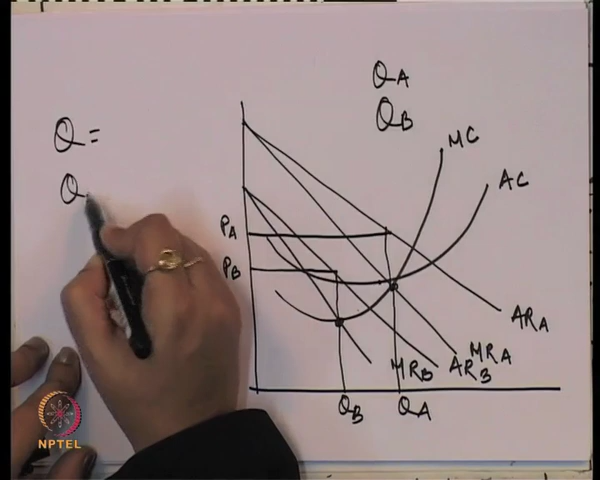 QA
QB
Q =
Q
MC
AC
PA
PB
ARA
MRB ARB MRA
QB QA
NPTEL